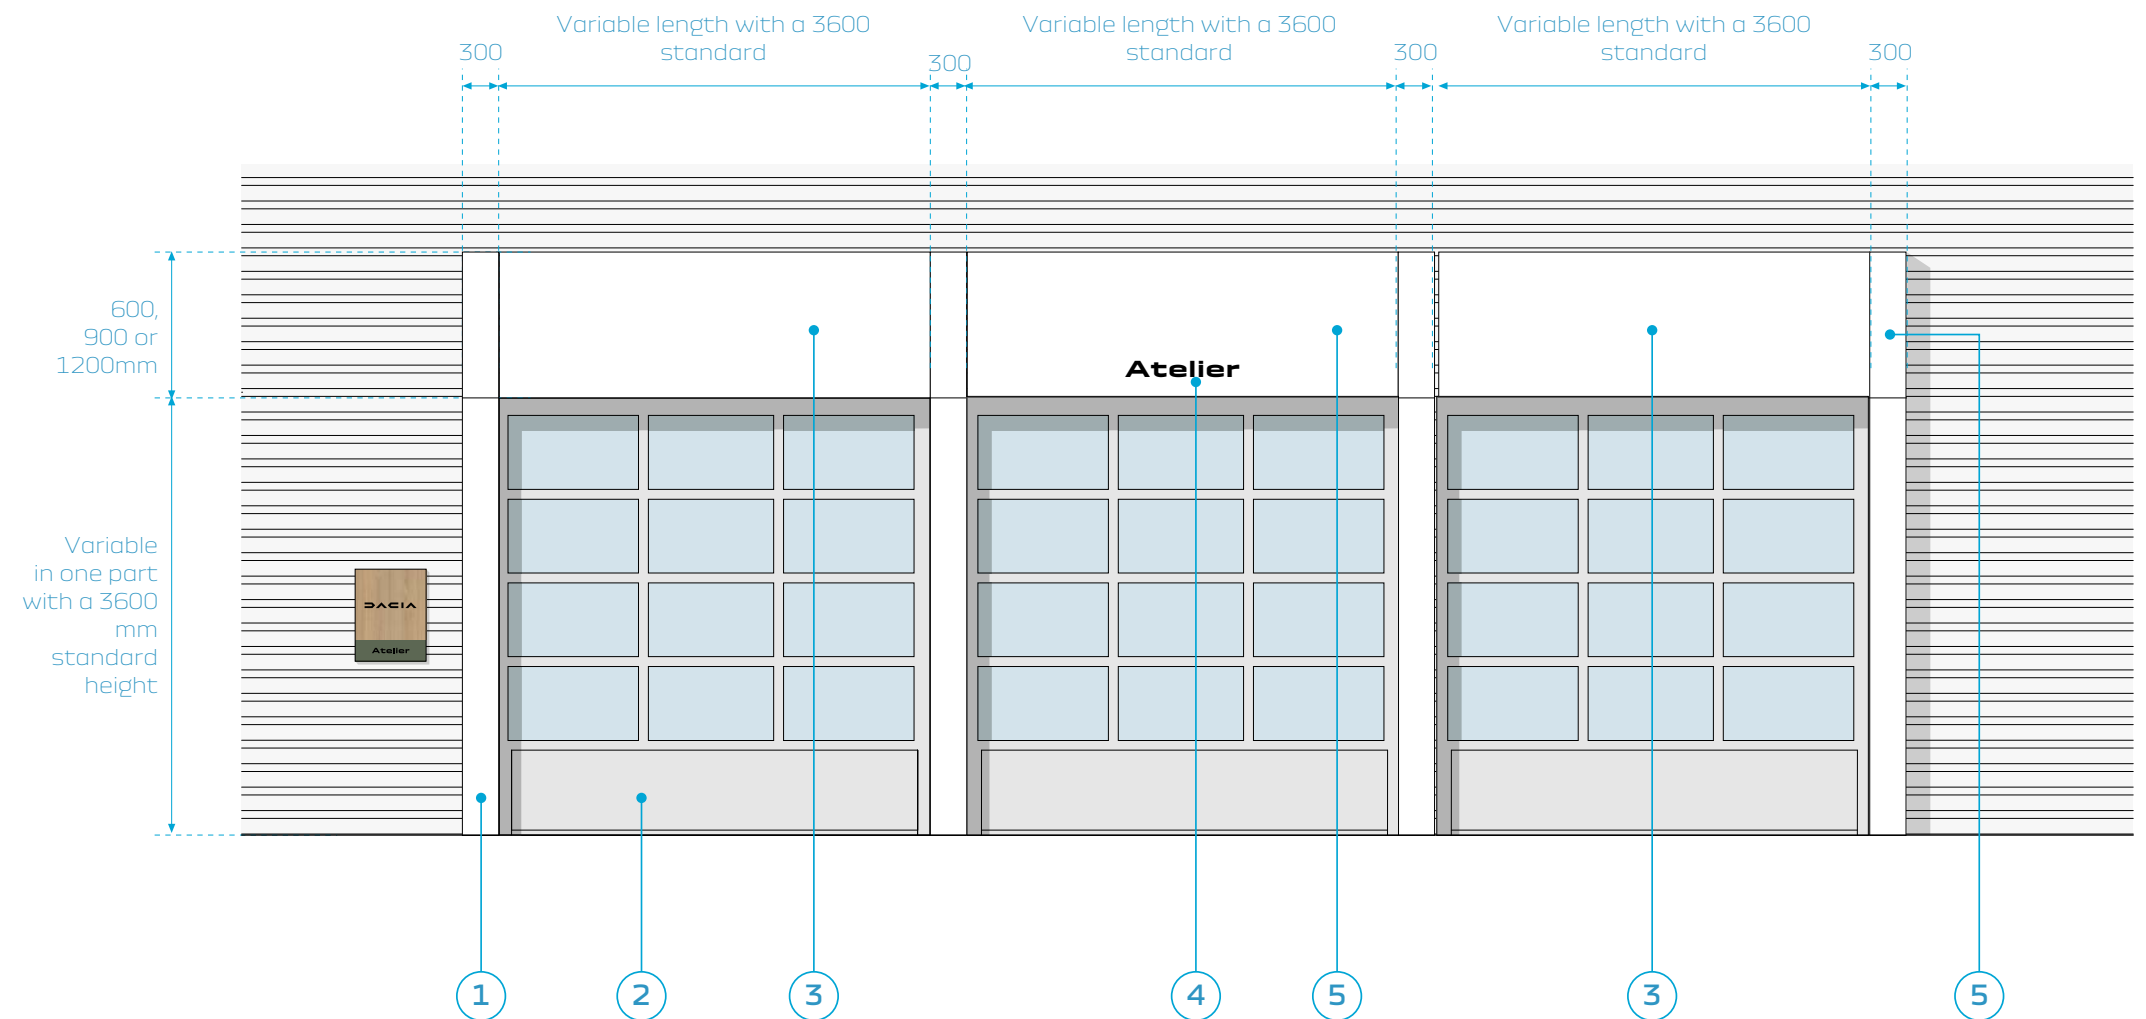 Variable length with a 3600
standard
Variable length with a 3600
standard
Variable length with a 3600
standard
300
300
300
300
600,
900 or
1200mm
Atelier
Variable
in one part
with a 3600
mm
standard
height
DACIA
Atelier
1
2
3
4
5
3
5